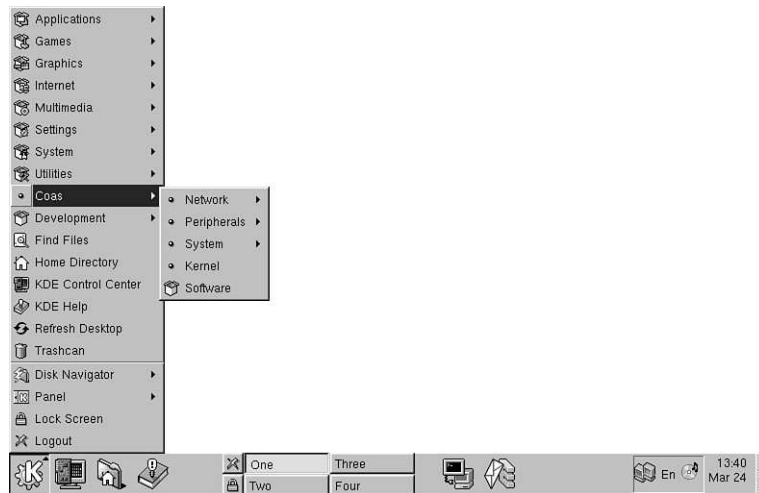 Applications
Games
Graphics
Internet
Multimedia
Settings
System
Utilities
Coas
Development
Find Files
Home Directory
KDE Control Center
KDE Help
Refresh Desktop
Trashcan
Disk Navigator
Panel
Lock Screen
Logout
Network
Peripherals
System
Kernel
Software
One
Three
Two
Four
En
13:40
Mar 24